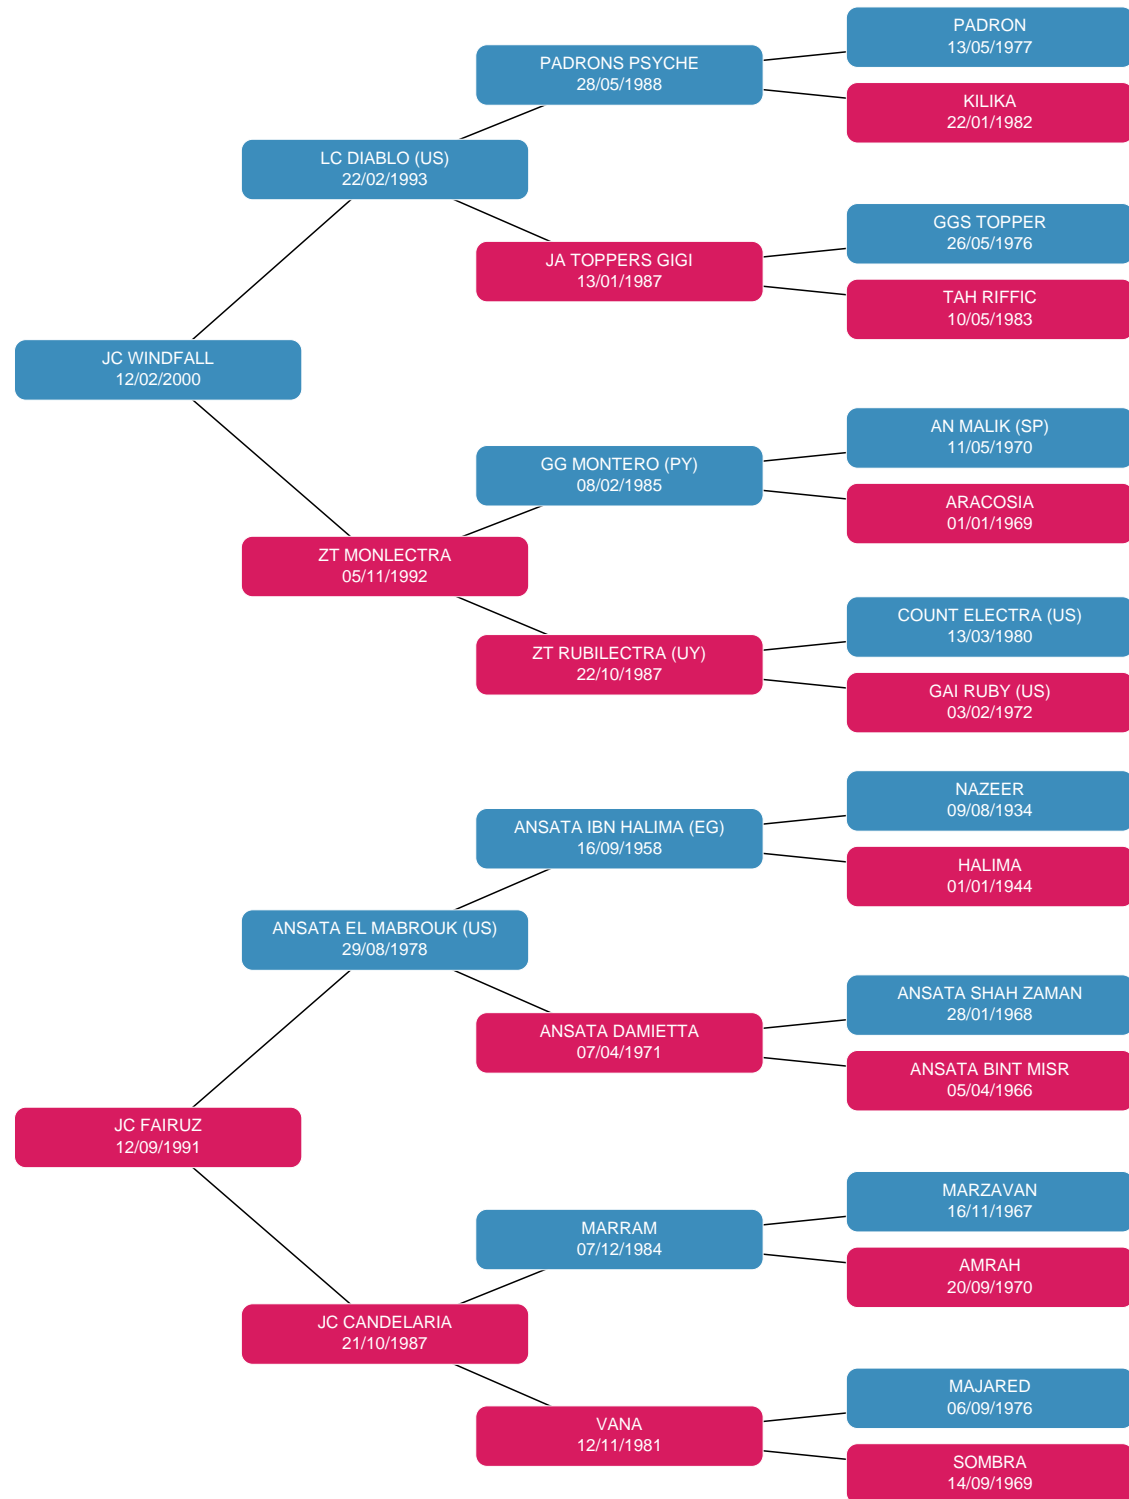 PADRON
13/05/1977
PADRONS PSYCHE
28/05/1988
KILIKA
22/01/1982
LC DIABLO (US)
22/02/1993
GGS TOPPER
26/05/1976
JA TOPPERS GIGI
13/01/1987
TAH RIFFIC
10/05/1983
JC WINDFALL
12/02/2000
AN MALIK (SP)
11/05/1970
GG MONTERO (PY)
08/02/1985
ARACOSIA
01/01/1969
ZT MONLECTRA
05/11/1992
COUNT ELECTRA (US)
13/03/1980
ZT RUBILECTRA (UY)
22/10/1987
GAI RUBY (US)
03/02/1972
NAZEER
09/08/1934
ANSATA IBN HALIMA (EG)
16/09/1958
HALIMA
01/01/1944
ANSATA EL MABROUK (US)
29/08/1978
ANSATA SHAH ZAMAN
28/01/1968
ANSATA DAMIETTA
07/04/1971
ANSATA BINT MISR
05/04/1966
JC FAIRUZ
12/09/1991
MARZAVAN
16/11/1967
MARRAM
07/12/1984
AMRAH
20/09/1970
JC CANDELARIA
21/10/1987
MAJARED
06/09/1976
VANA
12/11/1981
SOMBRA
14/09/1969